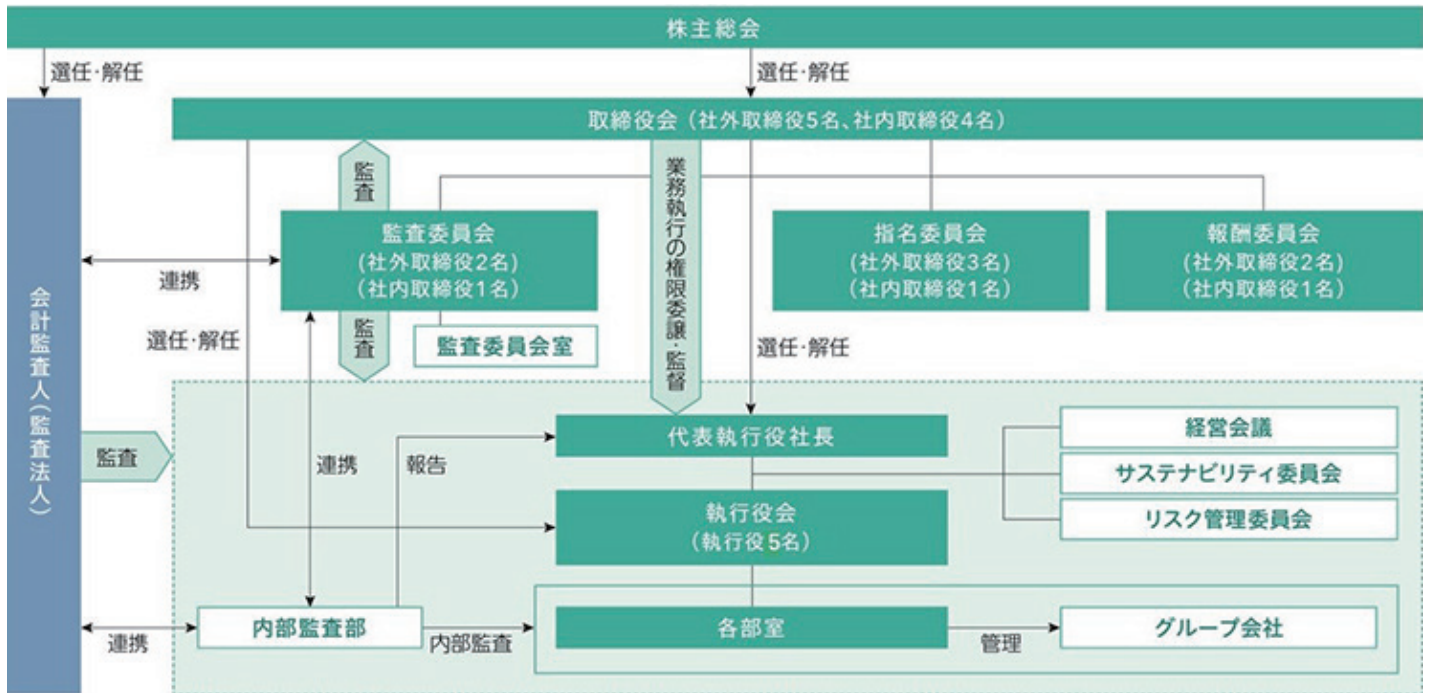 株主総会
選任・解任
選任・解任
取締役会（社外取締役5名、社内取締役4名）
監査
業務執行の権限委譲・監督
監査委員会
(社外取締役2名)
(社内取締役1名)
指名委員会
(社外取締役3名)
(社内取締役1名)
報酬委員会
(社外取締役2名)
(社内取締役1名)
連携
会計監査人（監査法人）
選任・解任
監査
監査委員会室
選任・解任
代表執行役社長
経営会議
監査
連携
報告
サステナビリティ委員会
執行役会
(執行役5名)
リスク管理委員会
連携
内部監査部
内部監査
各部室
管理
グループ会社